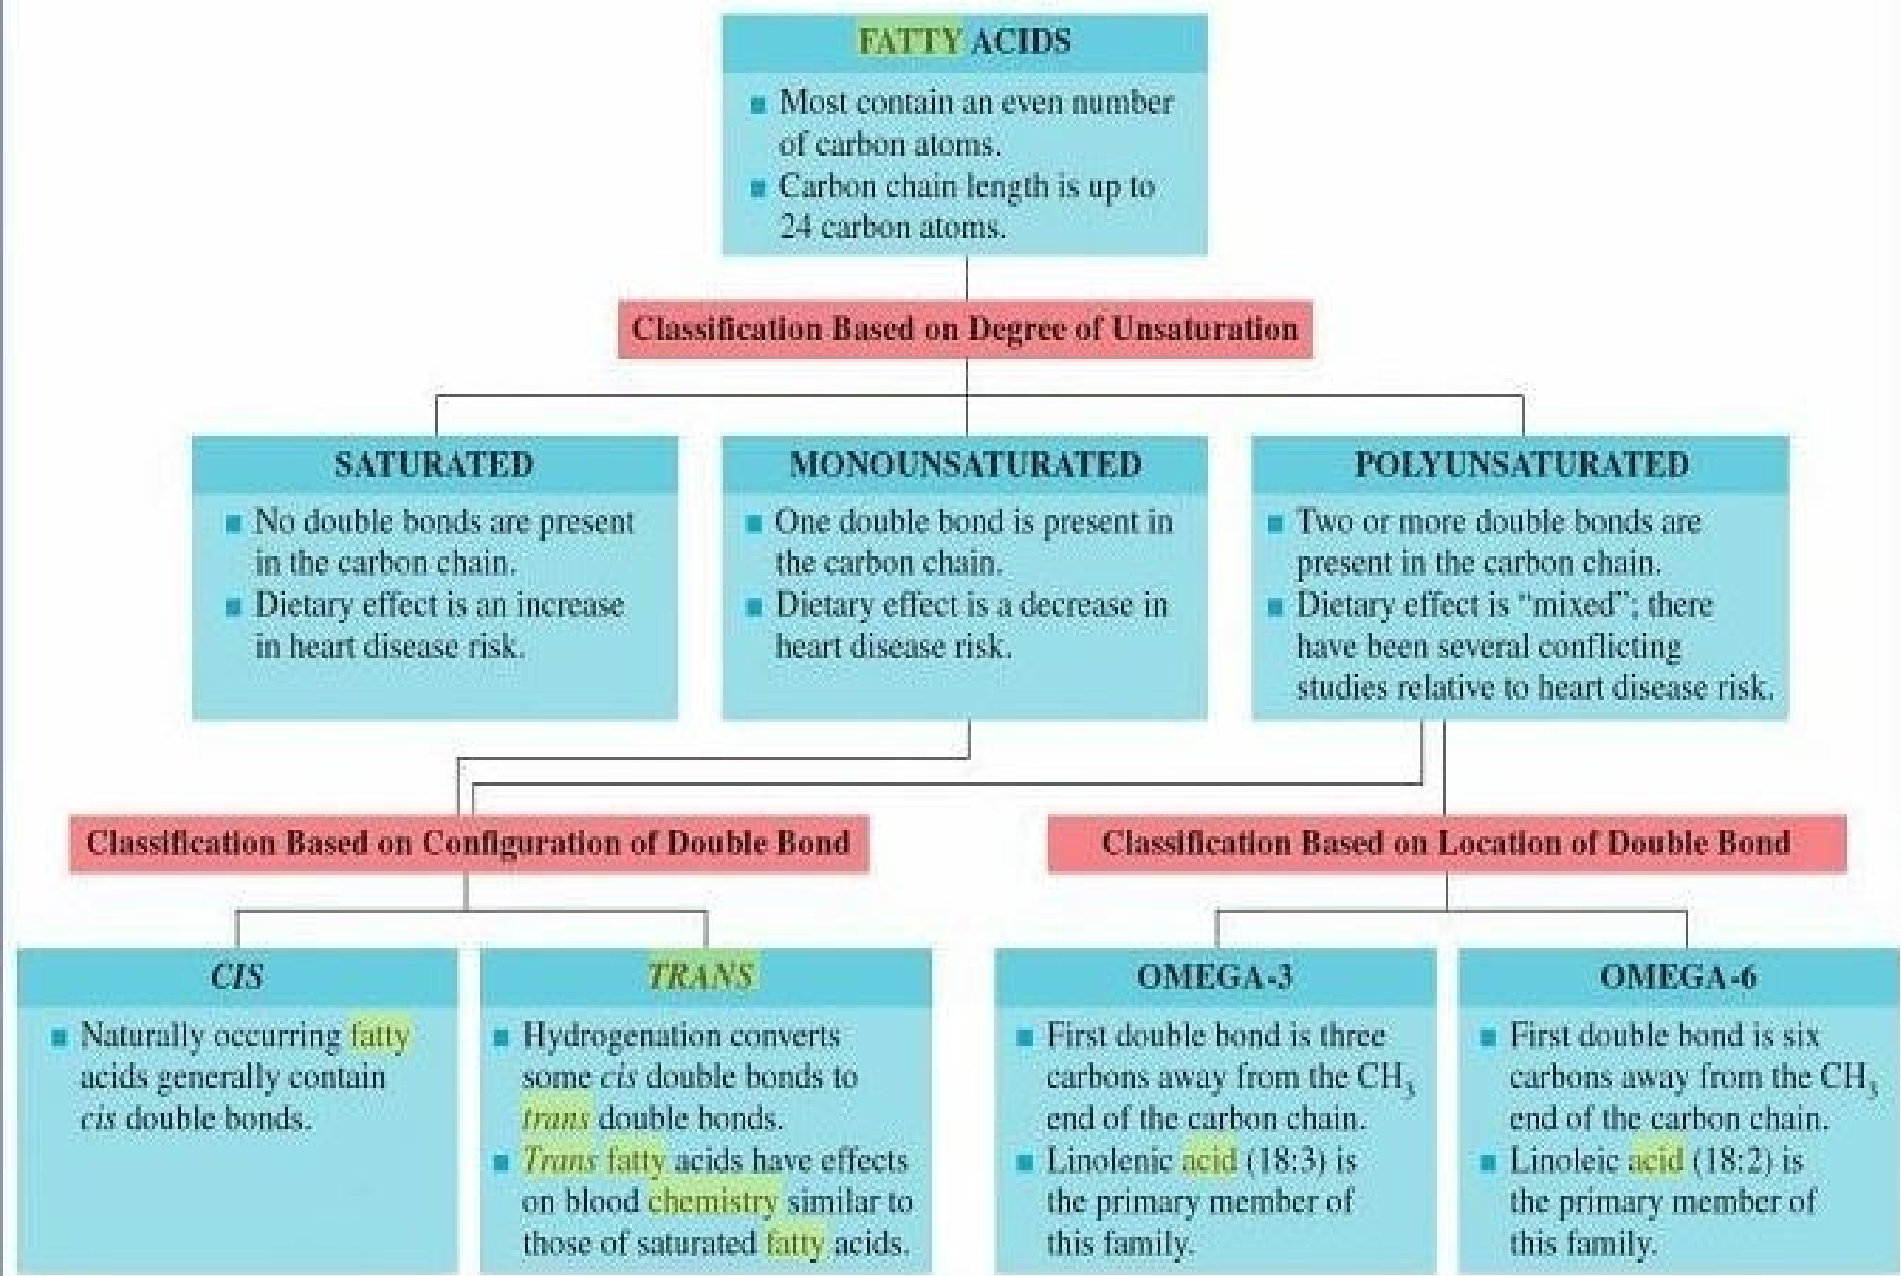 FATTY ACIDS
■ Most contain an even number
of carbon atoms.
■ Carbon chain length is up to
24 carbon atoms.
Classification Based on Degree of Unsaturation
SATURATED
■ No double bonds are present
in the carbon chain.
■ Dietary effect is an increase
in heart disease risk.
MONOUNSATURATED
■ One double bond is present in
the carbon chain.
■ Dietary effect is a decrease in
heart disease risk.
POLYUNSATURATED
■ Two or more double bonds are
present in the carbon chain.
■ Dietary effect is “mixed”; there
have been several conflicting
studies relative to heart disease risk.
Classification Based on Configuration of Double Bond
Classification Based on Location of Double Bond
CIS
■ Naturally occurring fatty
acids generally contain
cis double bonds.
TRANS
■ Hydrogenation converts
some cis double bonds to
trans double bonds.
■ Trans fatty acids have effects
on blood chemistry similar to
those of saturated fatty acids.
OMEGA-3
■ First double bond is three
carbons away from the CH₃
end of the carbon chain.
■ Linolenic acid (18:3) is
the primary member of
this family.
OMEGA-6
■ First double bond is six
carbons away from the CH₃
end of the carbon chain.
■ Linoleic acid (18:2) is
the primary member of
this family.